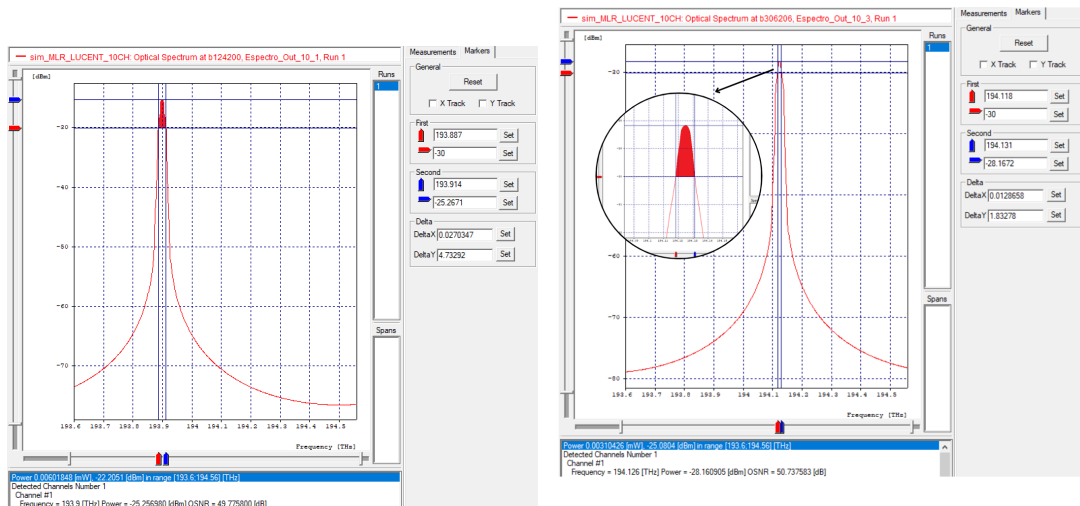 sim_MLR_LUCENT_10CH: Optical Spectrum at b124200, Espectro_Out_10_1, Run 1
[dBm]
-40
-50
-60
-70
193.6 193.7 193.8 193.9 194 194.1 194.2 194.3 194.4 194.5
Frequency [THz]
Runs
1
Spans
Measurements Markers
General
Reset
X Track Y Track
First
193.887 Set
-30 Set
Second
193.914 Set
-25.2671 Set
Delta
DeltaX 0.0270347 Set
DeltaY 4.73292 Set
Power 0.00601848 [mW], -22.2051 [dBm] in range [193.6;194.56] [THz]
Detected Channels Number 1
Channel #1
Frequency = 193.9 [THz] Power = -25.256980 [dBm] OSNR = 49.775800 [dB]
sim_MLR_LUCENT_10CH: Optical Spectrum at b306206, Espectro_Out_10_3, Run 1
[dBm]
-60
-70
-80
193.6 193.7 193.8 193.9 194 194.1 194.2 194.3 194.4 194.5
Frequency [THz]
Runs
1
Spans
Measurements Markers
General
Reset
X Track Y Track
First
194.118 Set
-30 Set
Second
194.131 Set
-28.1672 Set
Delta
DeltaX 0.0128658 Set
DeltaY 1.83278 Set
Power 0.00310426 [mW], -25.0804 [dBm] in range [193.6;194.56] [THz]
Detected Channels Number 1
Channel #1
Frequency = 194.126 [THz] Power = -28.160905 [dBm] OSNR = 50.737583 [dB]